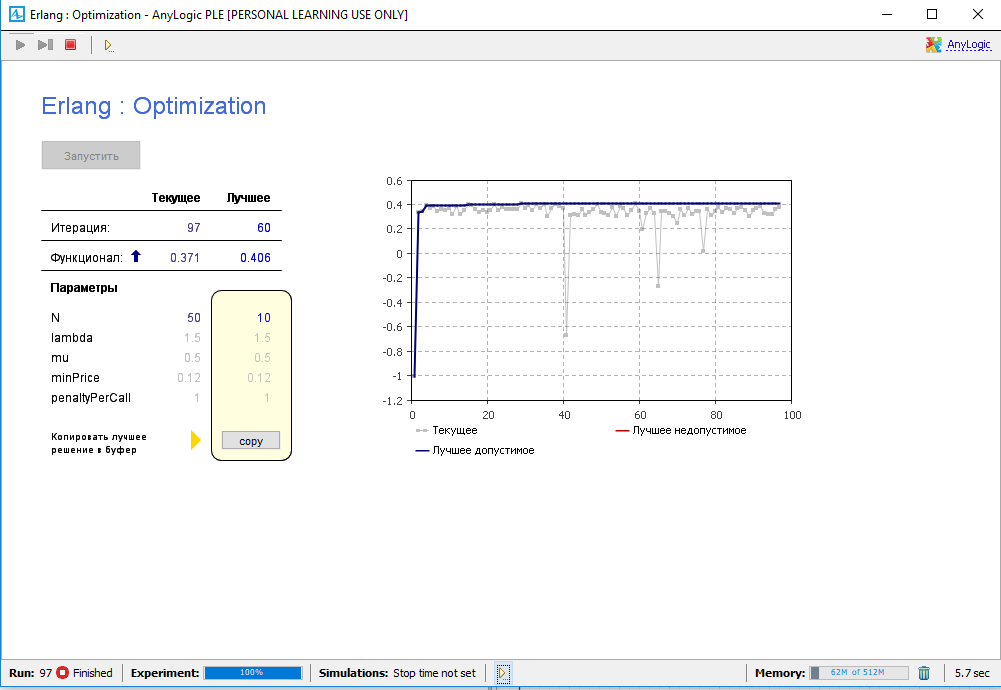 Erlang : Optimization - AnyLogic PLE [PERSONAL LEARNING USE ONLY]
AnyLogic
Erlang : Optimization
Запустить
Текущее Лучшее
Итерация: 97 60
Функционал: 0.371 0.406
Параметры
N 50 10
lambda 1.5 1.5
mu 0.5 0.5
minPrice 0.12 0.12
penaltyPerCall 1 1
Копировать лучшее
решение в буфер
copy
0.6
0.4
0.2
0
-0.2
-0.4
-0.6
-0.8
-1
-1.2
0 20 40 60 80 100
Текущее Лучшее недопустимое
Лучшее допустимое
Run: 97 Finished Experiment: 100% Simulations: Stop time not set Memory: 62M of 512M 5.7 sec